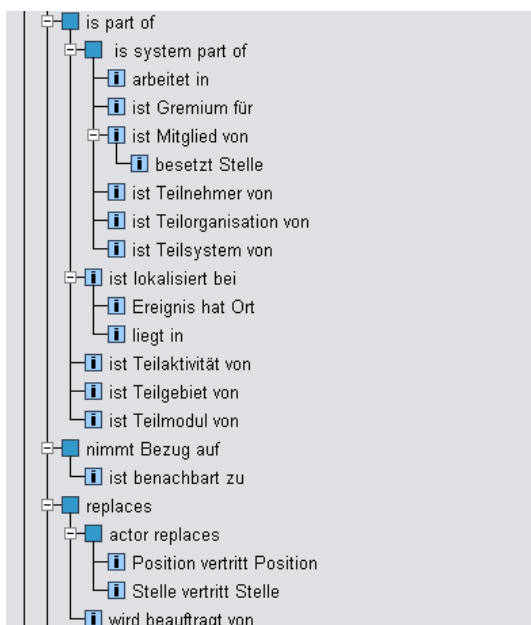 is part of
is system part of
arbeitet in
ist Gremium für
ist Mitglied von
besetzt Stelle
ist Teilnehmer von
ist Teilorganisation von
ist Teilsystem von
ist lokalisiert bei
Ereignis hat Ort
liegt in
ist Teilaktivität von
ist Teilgebiet von
ist Teilmodul von
nimmt Bezug auf
ist benachbart zu
replaces
actor replaces
Position vertritt Position
Stelle vertritt Stelle
wird beauftragt von